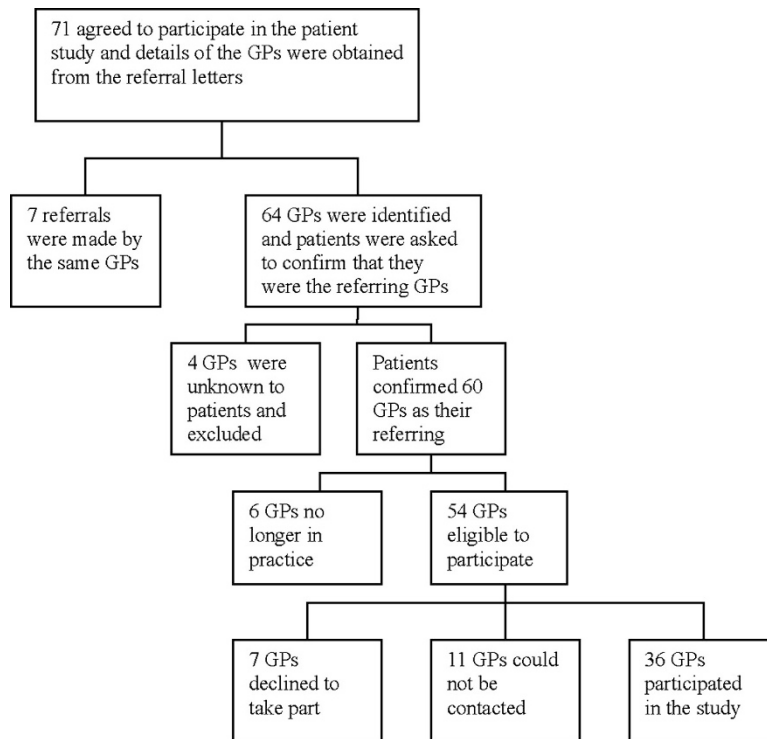 71 agreed to participate in the patient
study and details of the GPs were obtained
from the referral letters
7 referrals
were made by
the same GPs
64 GPs were identified
and patients were asked
to confirm that they
were the referring GPs
4 GPs were
unknown to
patients and
excluded
Patients
confirmed 60
GPs as their
referring
6 GPs no
longer in
practice
54 GPs
eligible to
participate
7 GPs
declined to
take part
11 GPs could
not be
contacted
36 GPs
participated
in the study